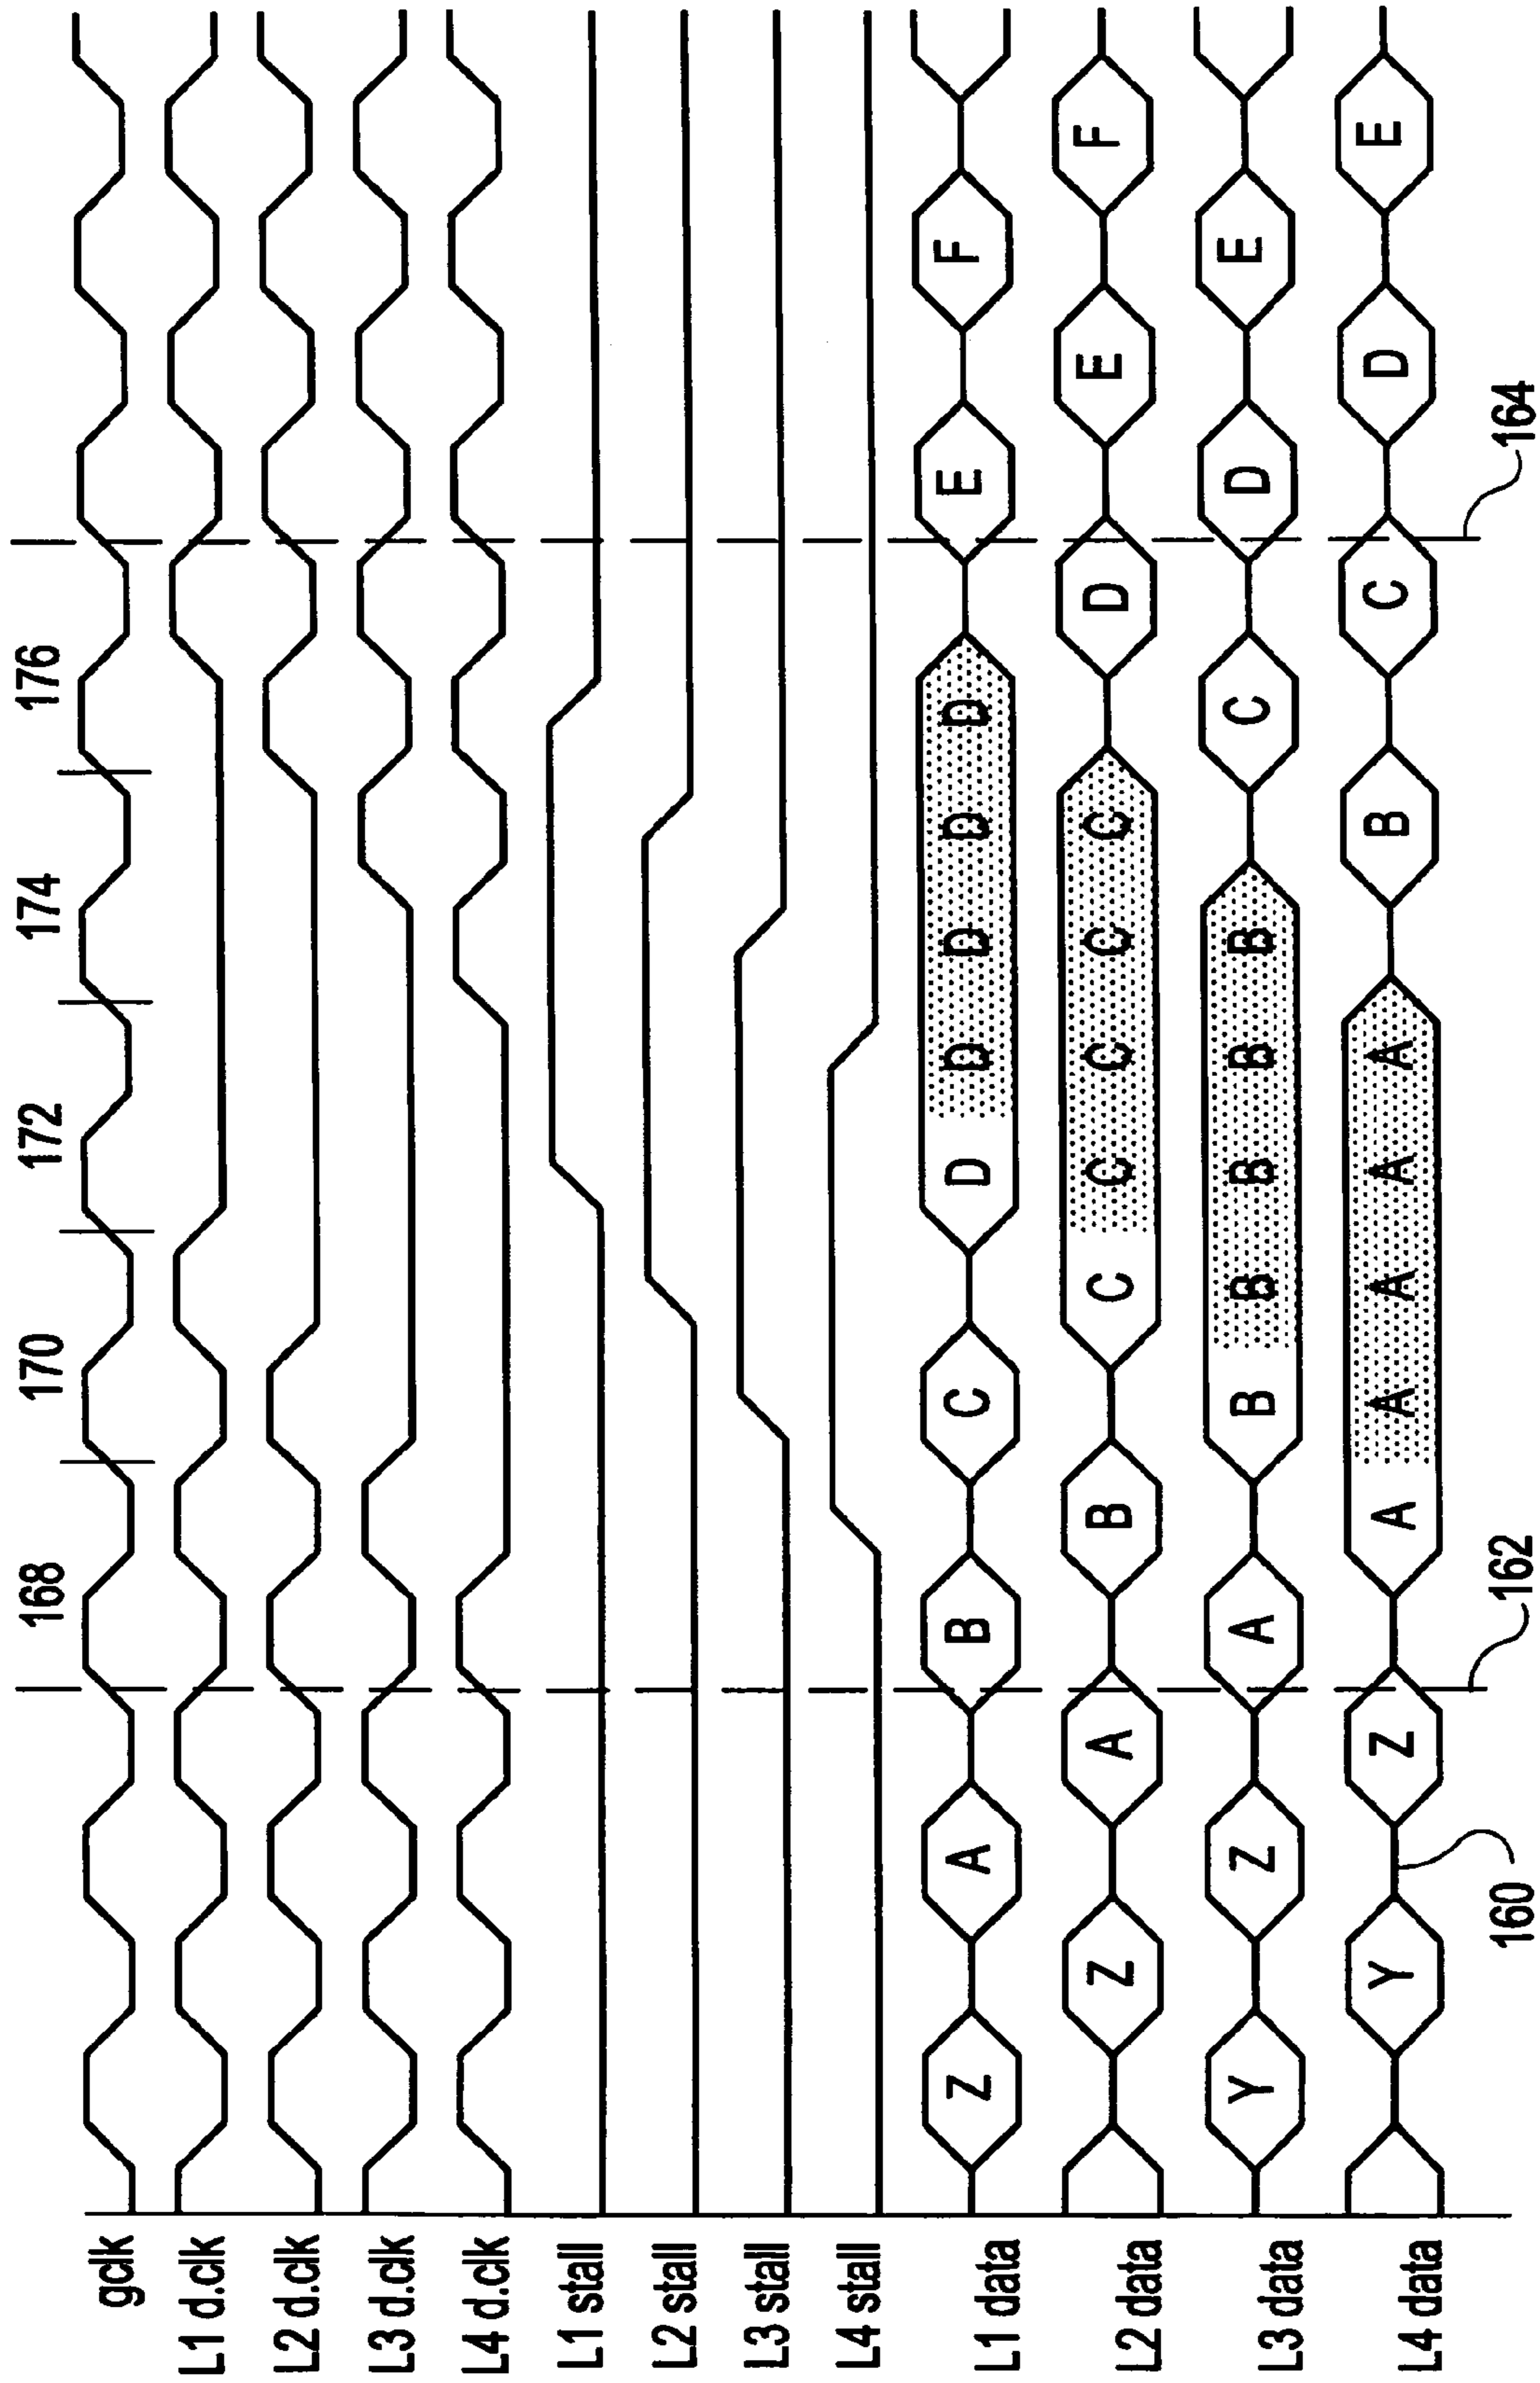 168 170 172 174 176
gclk
L1 d.clk
L2 d.clk
L3 d.clk
L4 d.clk
L1 stall
L2 stall
L3 stall
L4 stall
L1 data Z A B C D D D D D E F
L2 data Z A B C C C C C D E F
L3 data Y Z A B B B B B C D E
L4 data Y Z A A A A A B C D E
160 162 164